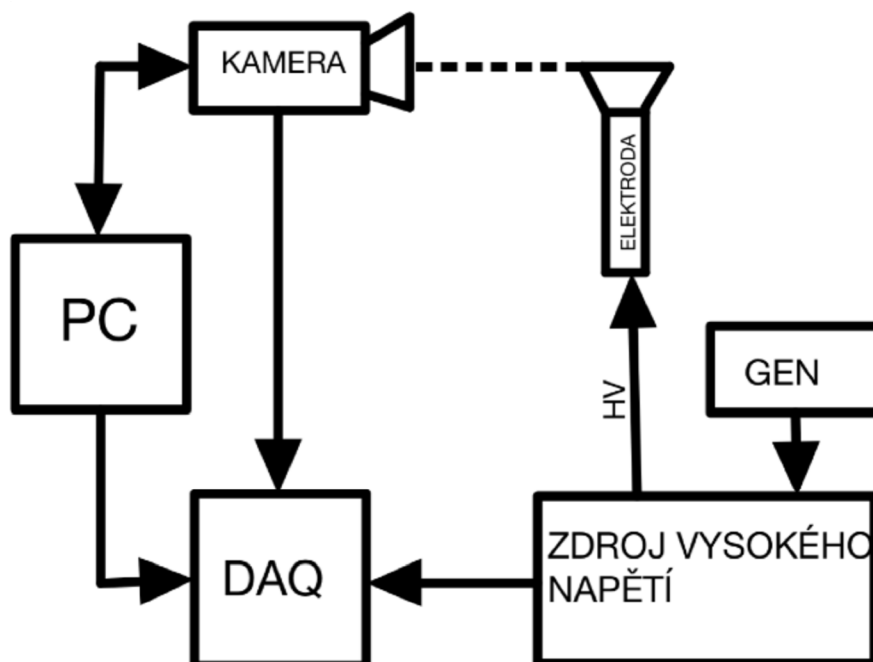 KAMERA
ELEKTRODA
PC
GEN
HV
DAQ
ZDROJ VYSOKÉHO
NAPĚTÍ